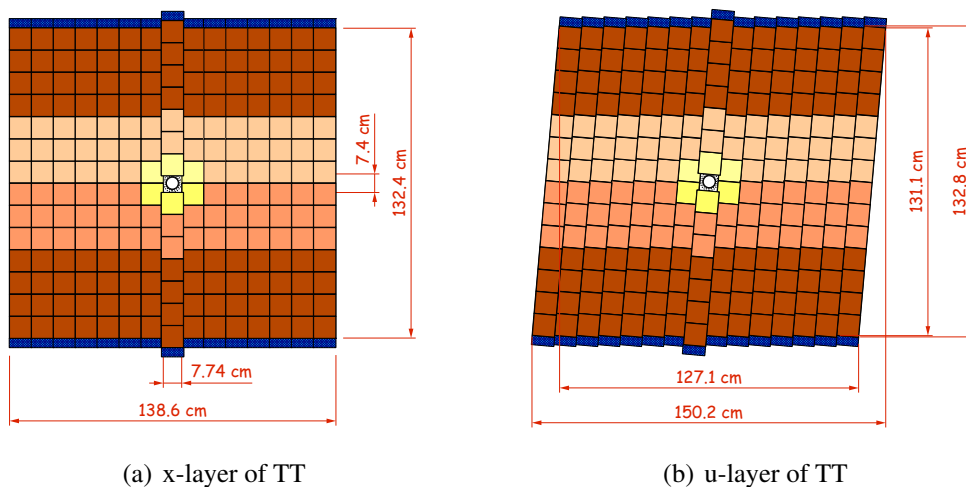 7.4 cm
132.4 cm
7.74 cm
138.6 cm
131.1 cm
132.8 cm
127.1 cm
150.2 cm
(a) x-layer of TT
(b) u-layer of TT